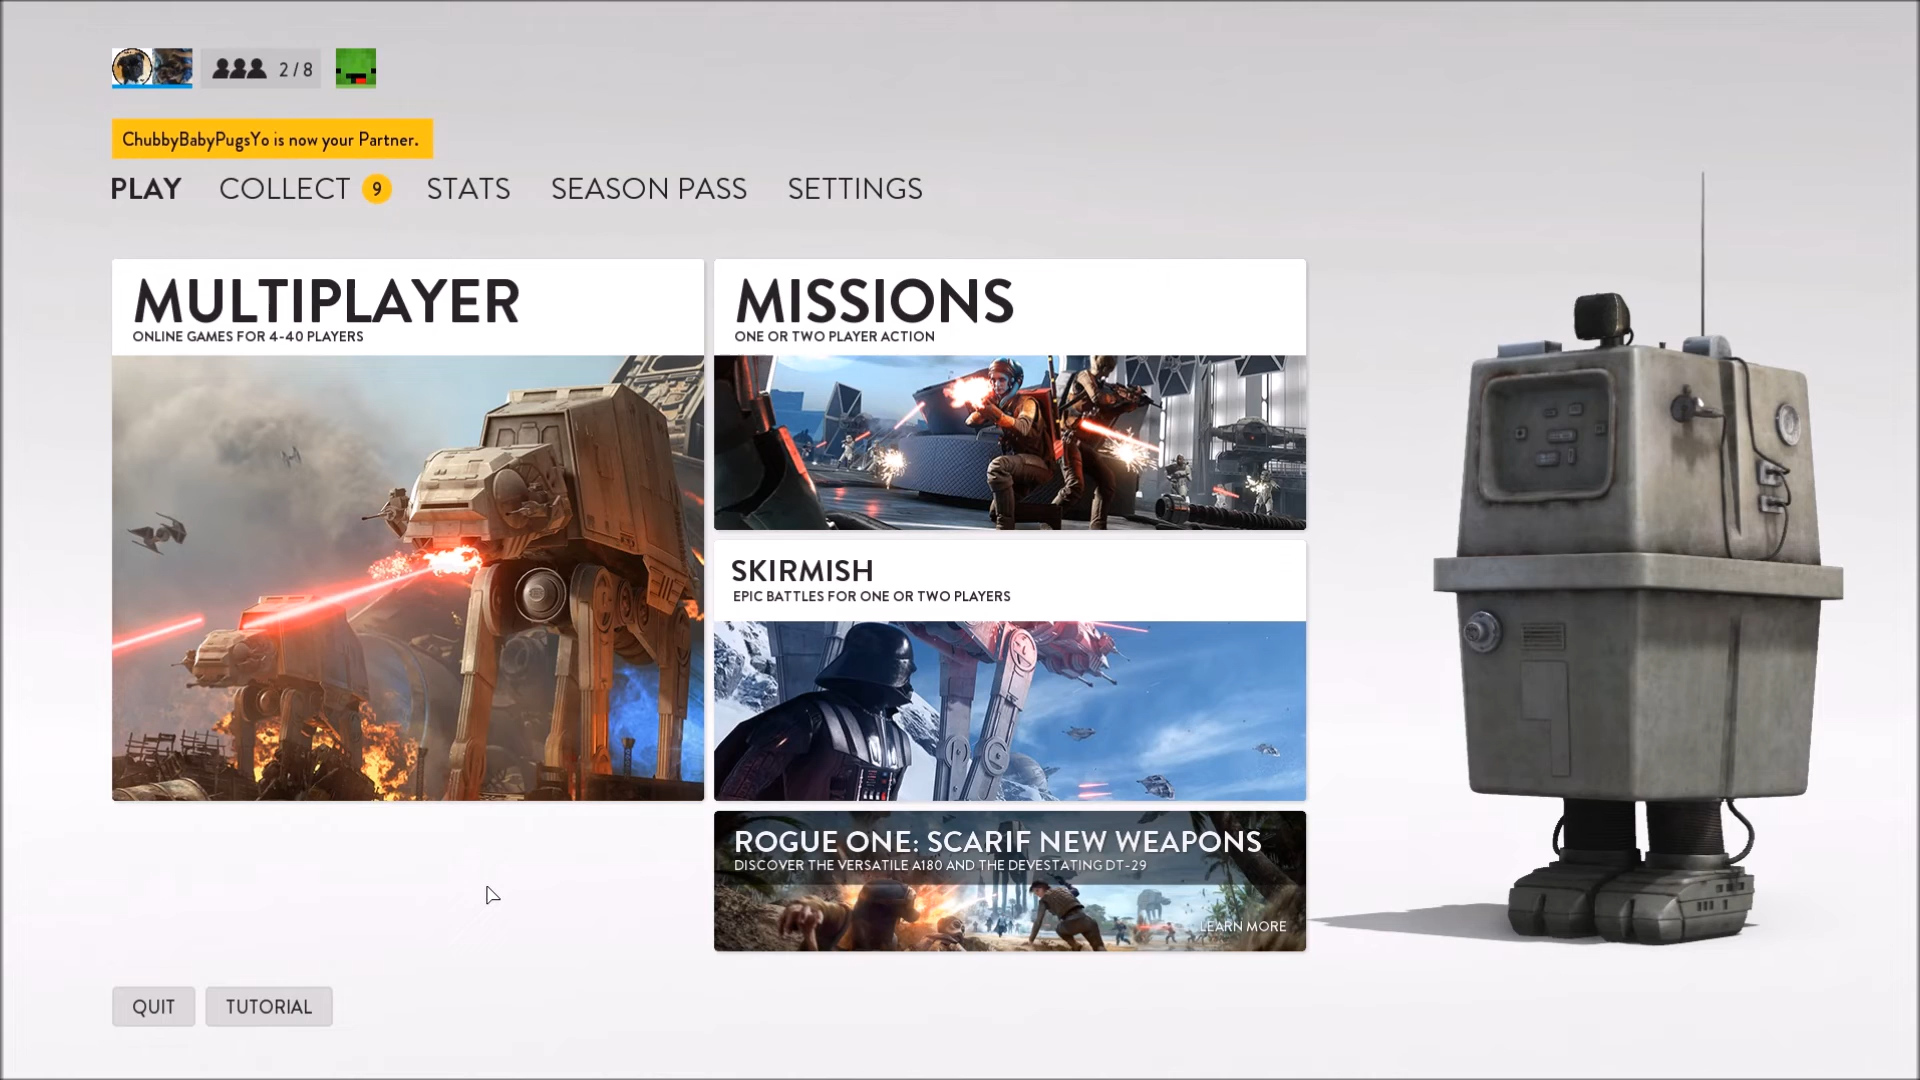 2 / 8
ChubbyBabyPugsYo is now your Partner.
PLAY COLLECT 9 STATS SEASON PASS SETTINGS
MULTIPLAYER
ONLINE GAMES FOR 4-40 PLAYERS
MISSIONS
ONE OR TWO PLAYER ACTION
SKIRMISH
EPIC BATTLES FOR ONE OR TWO PLAYERS
ROGUE ONE: SCARIF NEW WEAPONS
DISCOVER THE VERSATILE A180 AND THE DEVESTATING DT-29
LEARN MORE
QUIT TUTORIAL